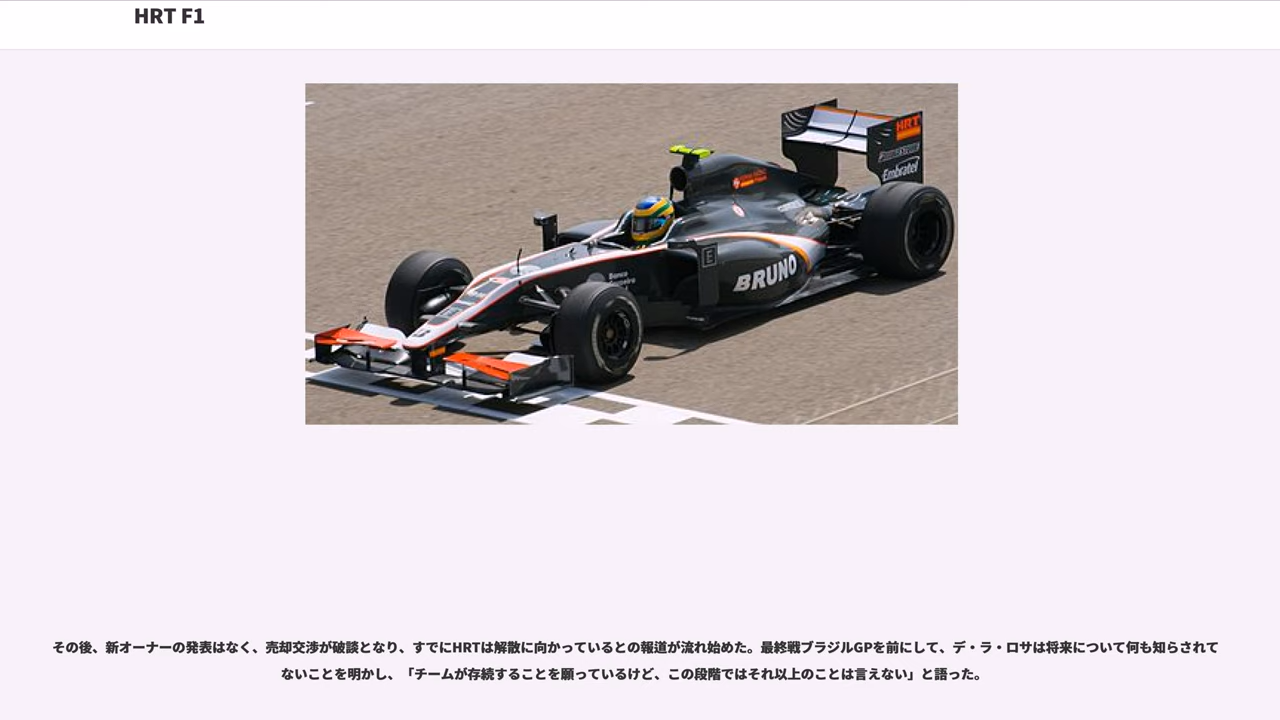 HRT F1
HRT
Embratel
E
BRUNO
その後、新オーナーの発表はなく、売却交渉が破談となり、すでにHRTは解散に向かっているとの報道が流れ始めた。最終戦ブラジルGPを前にして、デ・ラ・ロサは将来について何も知らされて
ないことを明かし、「チームが存続することを願っているけど、この段階ではそれ以上のことは言えない」と語った。